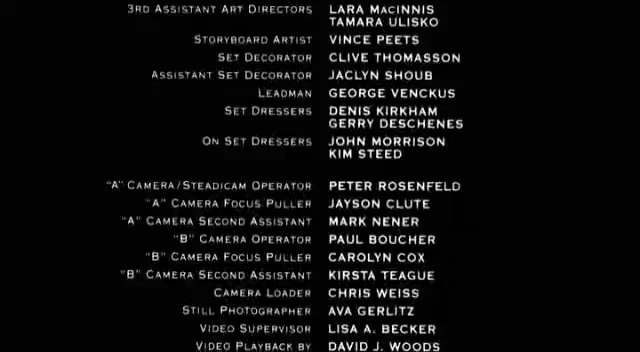 3RD ASSISTANT ART DIRECTORS LARA MACINNIS
TAMARA ULISKO
STORYBOARD ARTIST VINCE PEETS
SET DECORATOR CLIVE THOMASSON
ASSISTANT SET DECORATOR JACLYN SHOUB
LEADMAN GEORGE VENCKUS
SET DRESSERS DENIS KIRKHAM
GERRY DESCHENES
ON SET DRESSERS JOHN MORRISON
KIM STEED
"A" CAMERA/STEADICAM OPERATOR PETER ROSENFELD
"A" CAMERA FOCUS PULLER JAYSON CLUTE
"A" CAMERA SECOND ASSISTANT MARK NENER
"B" CAMERA OPERATOR PAUL BOUCHER
"B" CAMERA FOCUS PULLER CAROLYN COX
"B" CAMERA SECOND ASSISTANT KIRSTA TEAGUE
CAMERA LOADER CHRIS WEISS
STILL PHOTOGRAPHER AVA GERLITZ
VIDEO SUPERVISOR LISA A. BECKER
VIDEO PLAYBACK BY DAVID J. WOODS